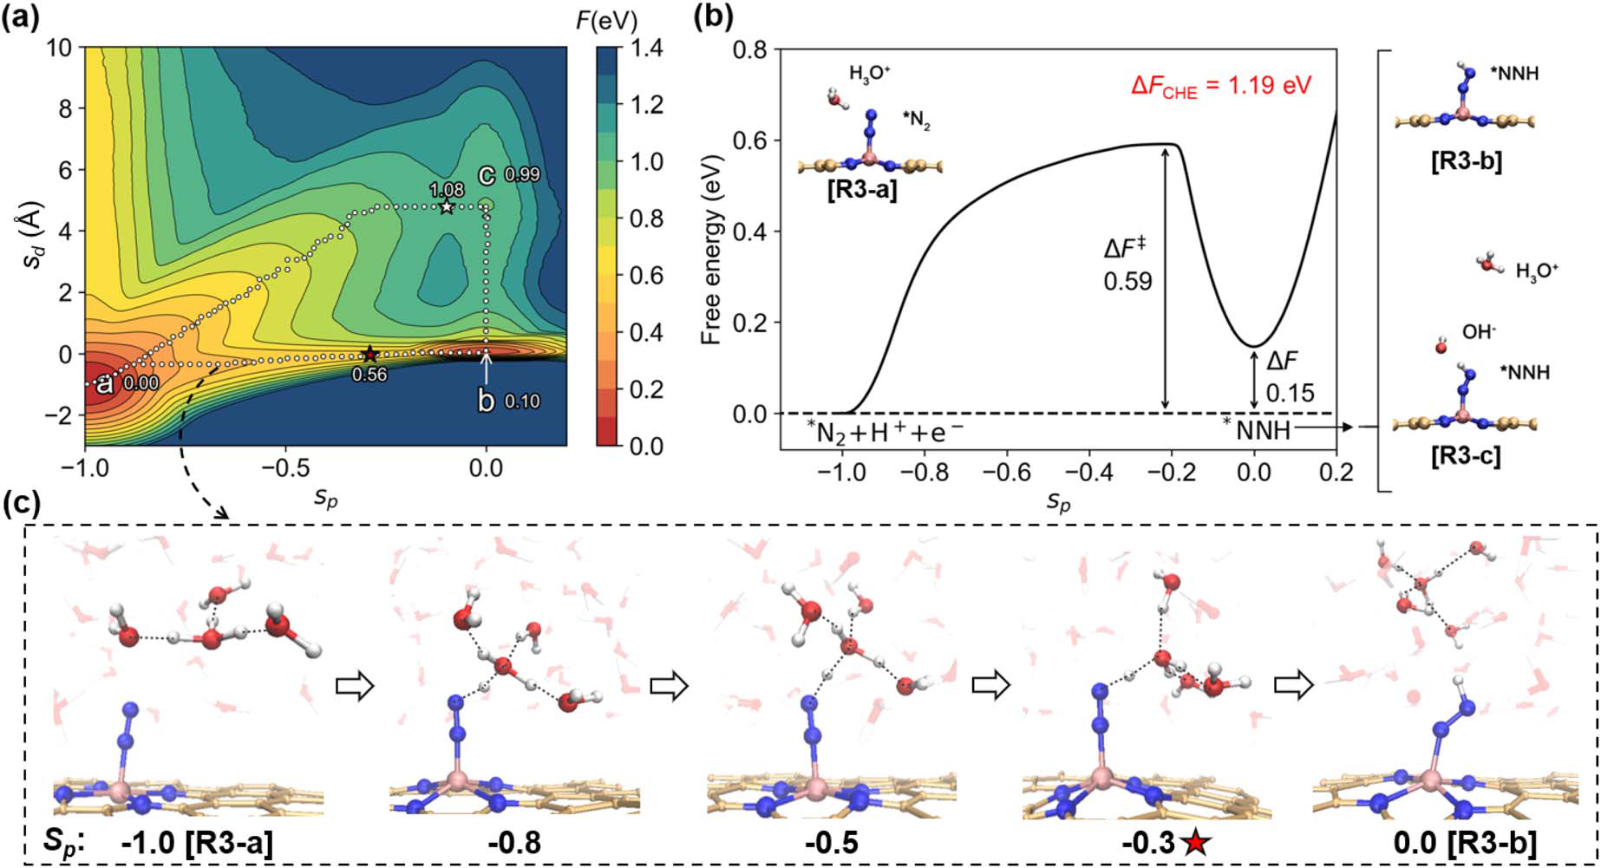 (a)
F(eV)
10
8
6
4
2
0
−2
s_d (Å)
−1.0
−0.5
0.0
s_p
1.4
1.2
1.0
0.8
0.6
0.4
0.2
0.0
1.08
c 0.99
a 0.00
0.56
b 0.10
(b)
0.8
0.6
0.4
0.2
0.0
Free energy (eV)
H₃O⁺
*N₂
[R3-a]
ΔF_CHE = 1.19 eV
ΔF‡
0.59
ΔF
0.15
*N₂+H⁺+e⁻
*NNH
−1.0
−0.8
−0.6
−0.4
−0.2
0.0
0.2
s_p
*NNH
[R3-b]
H₃O⁺
OH⁻
*NNH
[R3-c]
(c)
S_p: -1.0 [R3-a] -0.8 -0.5 -0.3 ★ 0.0 [R3-b]